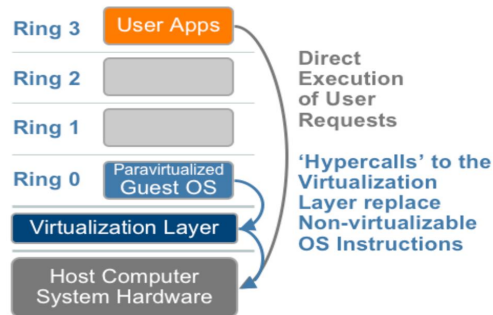 Ring 3
User Apps
Ring 2
Ring 1
Ring 0
Paravirtualized
Guest OS
Virtualization Layer
Host Computer
System Hardware
Direct
Execution
of User
Requests
‘Hypercalls’ to the
Virtualization
Layer replace
Non-virtualizable
OS Instructions